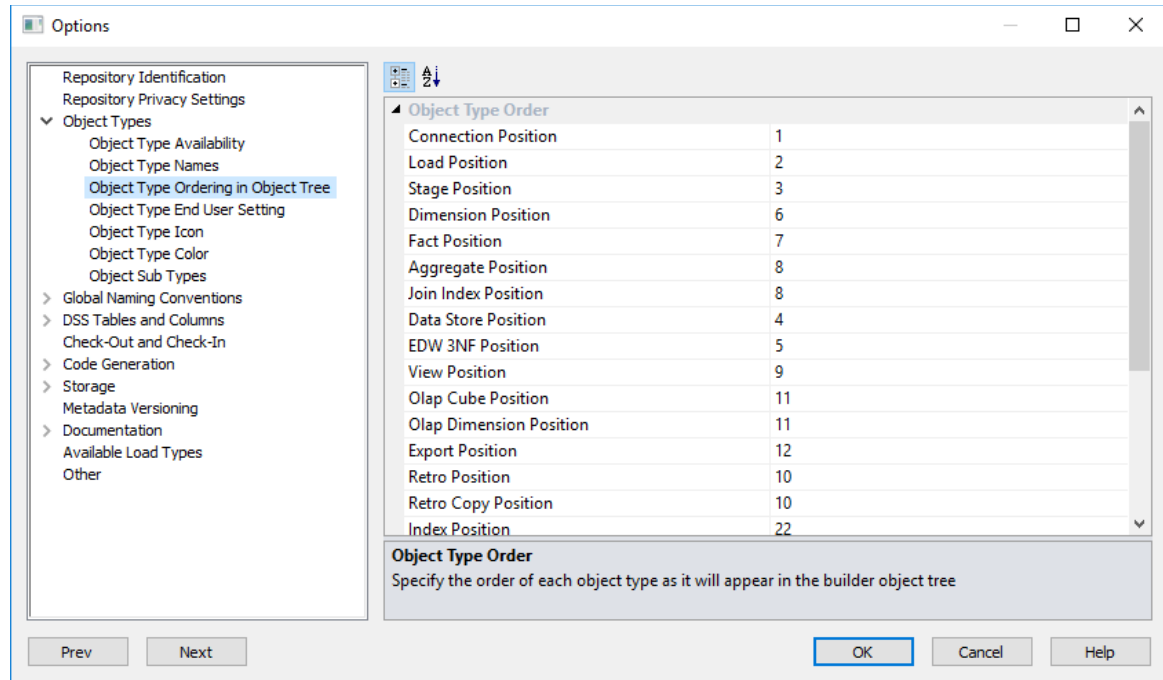 Options
Repository Identification
Repository Privacy Settings
Object Types
Object Type Availability
Object Type Names
Object Type Ordering in Object Tree
Object Type End User Setting
Object Type Icon
Object Type Color
Object Sub Types
Global Naming Conventions
DSS Tables and Columns
Check-Out and Check-In
Code Generation
Storage
Metadata Versioning
Documentation
Available Load Types
Other
Object Type Order
Connection Position 1
Load Position 2
Stage Position 3
Dimension Position 6
Fact Position 7
Aggregate Position 8
Join Index Position 8
Data Store Position 4
EDW 3NF Position 5
View Position 9
Olap Cube Position 11
Olap Dimension Position 11
Export Position 12
Retro Position 10
Retro Copy Position 10
Index Position 22
Object Type Order
Specify the order of each object type as it will appear in the builder object tree
Prev Next OK Cancel Help